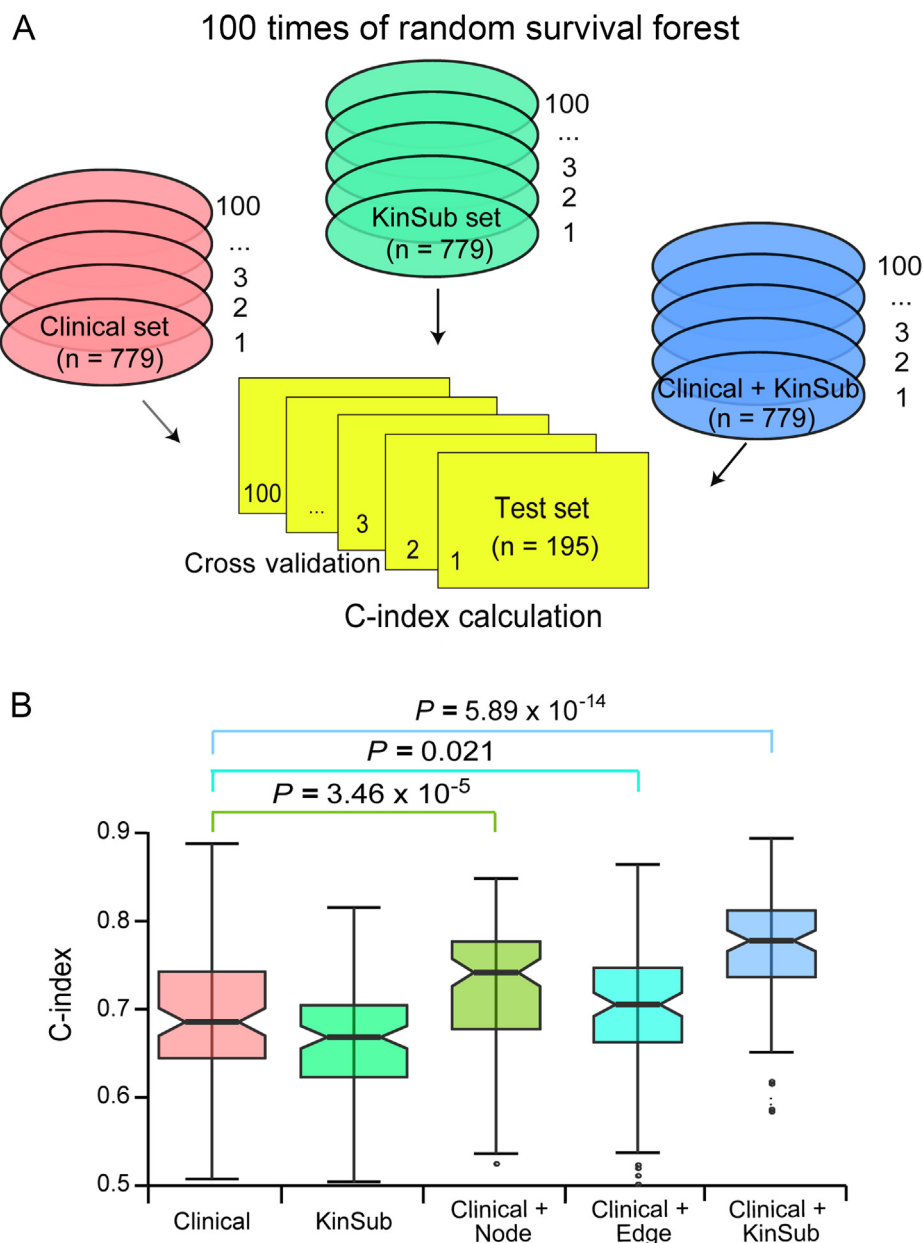 A
100 times of random survival forest
100
...
3
2
1
KinSub set
(n = 779)
100
...
3
2
1
Clinical set
(n = 779)
100
...
3
2
1
Clinical + KinSub
(n = 779)
100
...
3
2
1
Test set
(n = 195)
Cross validation
C-index calculation
B
P = 5.89 x 10⁻¹⁴
P = 0.021
P = 3.46 x 10⁻⁵
C-index
0.9
0.8
0.7
0.6
0.5
Clinical
KinSub
Clinical +
Node
Clinical +
Edge
Clinical +
KinSub